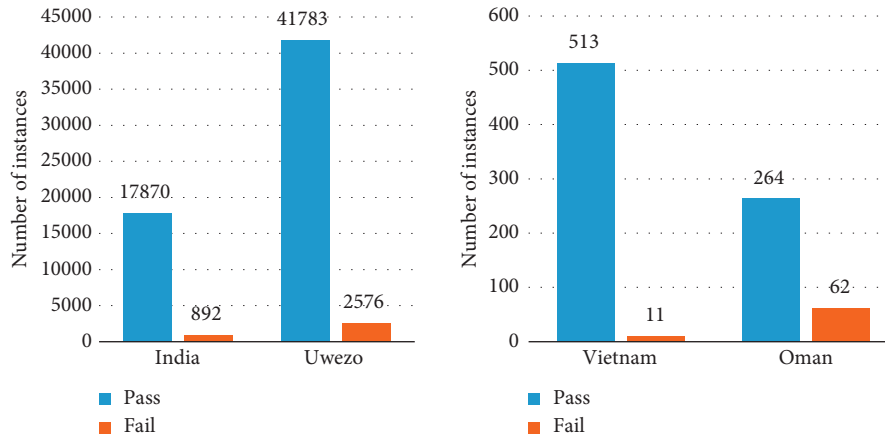 Number of instances
45000
40000
35000
30000
25000
20000
15000
10000
5000
0
17870
892
41783
2576
India
Uwezo
Pass
Fail
Number of instances
600
500
400
300
200
100
0
513
11
264
62
Vietnam
Oman
Pass
Fail